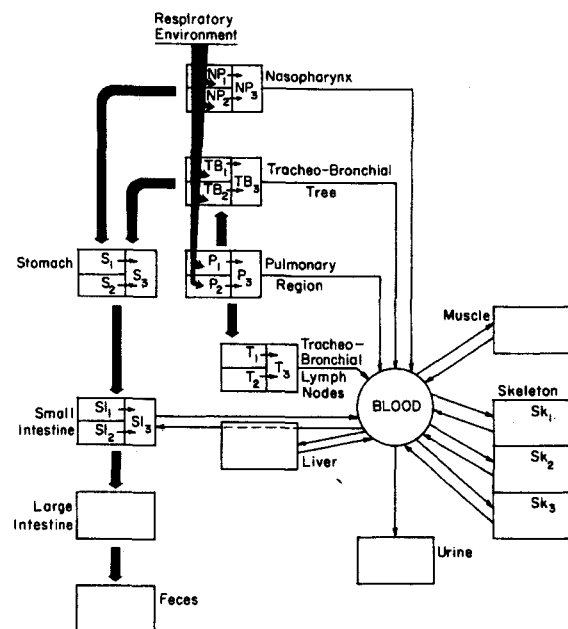 Respiratory
Environment
NP₁
NP₂
NP₃
Nasopharynx
TB₁
TB₂
TB₃
Tracheo-Bronchial
Tree
Stomach
S₁
S₂
S₃
P₁
P₂
P₃
Pulmonary
Region
T₁
T₂
T₃
Tracheo-
Bronchial
Lymph
Nodes
Muscle
BLOOD
Skeleton
Sk₁
Sk₂
Sk₃
Small
Intestine
SI₁
SI₂
SI₃
Liver
Large
Intestine
Urine
Feces